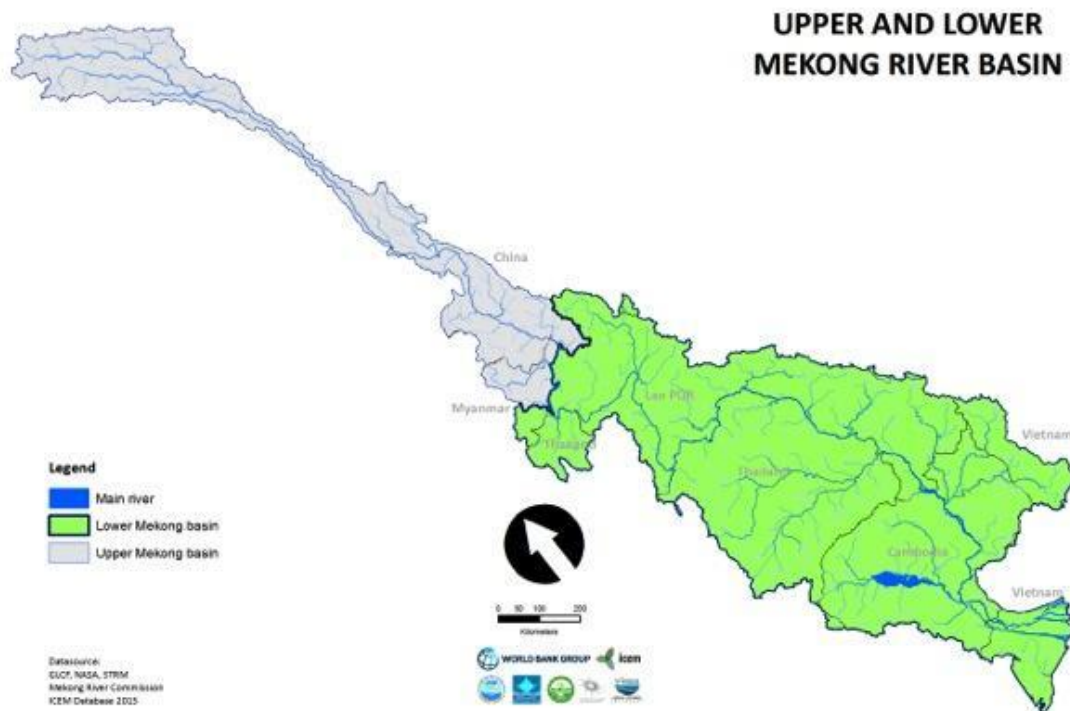 UPPER AND LOWER
MEKONG RIVER BASIN
China
Myanmar
Lao PDR
Thailand
Vietnam
Thailand
Cambodia
Vietnam
Legend
Main river
Lower Mekong basin
Upper Mekong basin
0 50 100 200
Kilometers
WORLD BANK GROUP icem
Datasource:
GLCF, NASA, STRM
Mekong River Commission
ICEM Database 2015